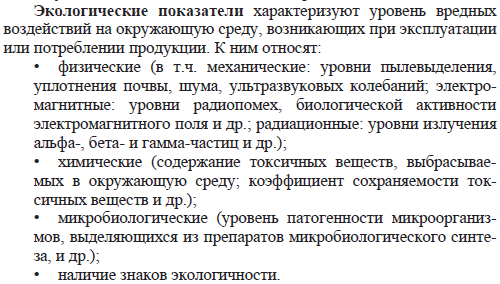 Экологические показатели характеризуют уровень вредных
воздействий на окружающую среду, возникающих при эксплуатации
или потреблении продукции. К ним относят:
• физические (в т.ч. механические: уровни пылевыделения,
уплотнения почвы, шума, ультразвуковых колебаний; электро-
магнитные: уровни радиопомех, биологической активности
электромагнитного поля и др.; радиационные: уровни излучения
альфа-, бета- и гамма-частиц и др.);
• химические (содержание токсичных веществ, выбрасывае-
мых в окружающую среду; коэффициент сохраняемости ток-
сичных веществ и др.);
• микробиологические (уровень патогенности микроорганиз-
мов, выделяющихся из препаратов микробиологического синте-
за, и др.);
• наличие знаков экологичности.